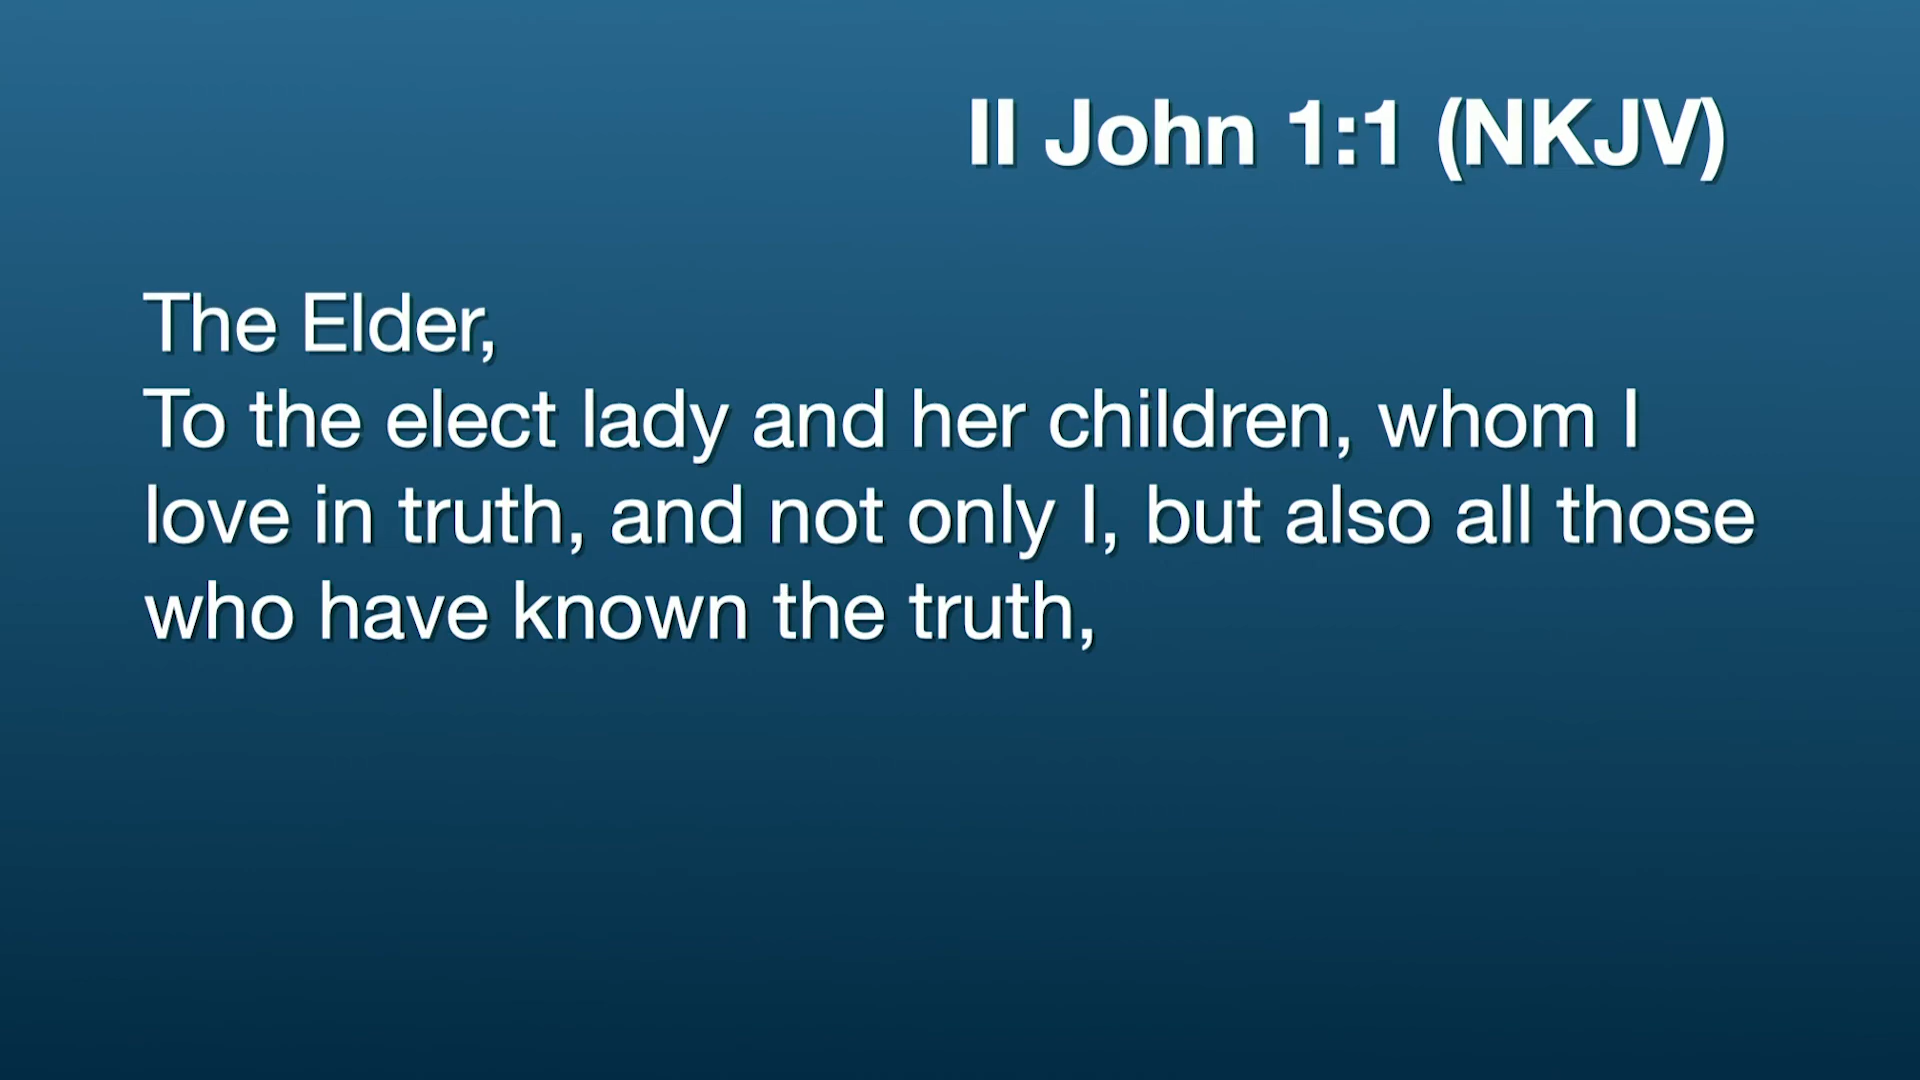 II John 1:1 (NKJV)
The Elder,
To the elect lady and her children, whom I
love in truth, and not only I, but also all those
who have known the truth,